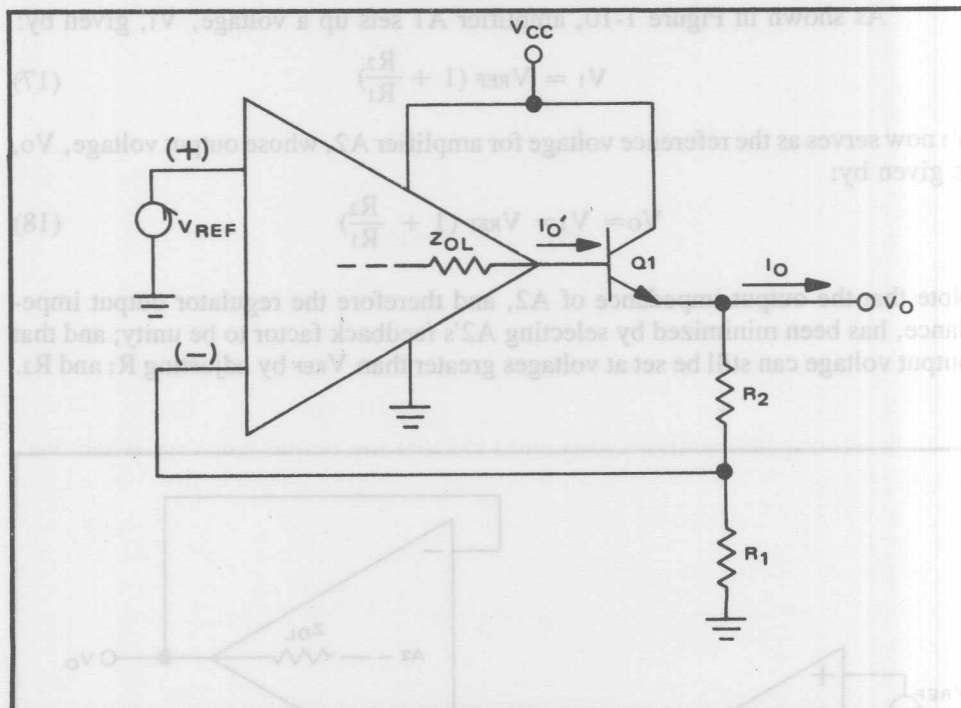 As shown in Figure 1-10, amplifier A1 sets up a voltage, V1, given by:
V1 ≈ VREF (1 + R2/R1) (17)
now serves as the reference voltage for amplifier A2, whose output voltage, Vo,
given by:
Vo ≈ V1 ≈ VREF (1 + R2/R1) (18)
Note that the output impedance of A2, and therefore the regulator output impe-
dance, has been minimized by selecting A2's feedback factor to be unity; and that
output voltage can still be set at voltages greater than VREF by adjusting R1 and R2.
VCC
(+)
VREF
ZOL
IO'
Q1
IO
VO
(-)
R2
R1
ZOL
A2
VO
VREF